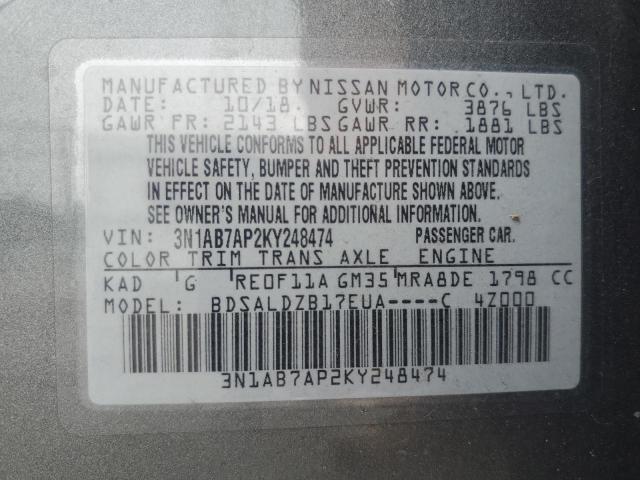 MANUFACTURED BY NISSAN MOTOR CO., LTD.
DATE: 10/18 GVWR: 3876 LBS
GAWR FR: 2143 LBS GAWR RR: 1881 LBS
THIS VEHICLE CONFORMS TO ALL APPLICABLE FEDERAL MOTOR
VEHICLE SAFETY, BUMPER AND THEFT PREVENTION STANDARDS
IN EFFECT ON THE DATE OF MANUFACTURE SHOWN ABOVE.
SEE OWNER'S MANUAL FOR ADDITIONAL INFORMATION.
VIN: 3N1AB7AP2KY248474 PASSENGER CAR.
COLOR TRIM TRANS AXLE ENGINE
KAD G RE0F11A GM35 MRA8DE 1798 CC
MODEL: BDSALDZB17EUA----C 4Z000
3N1AB7AP2KY248474